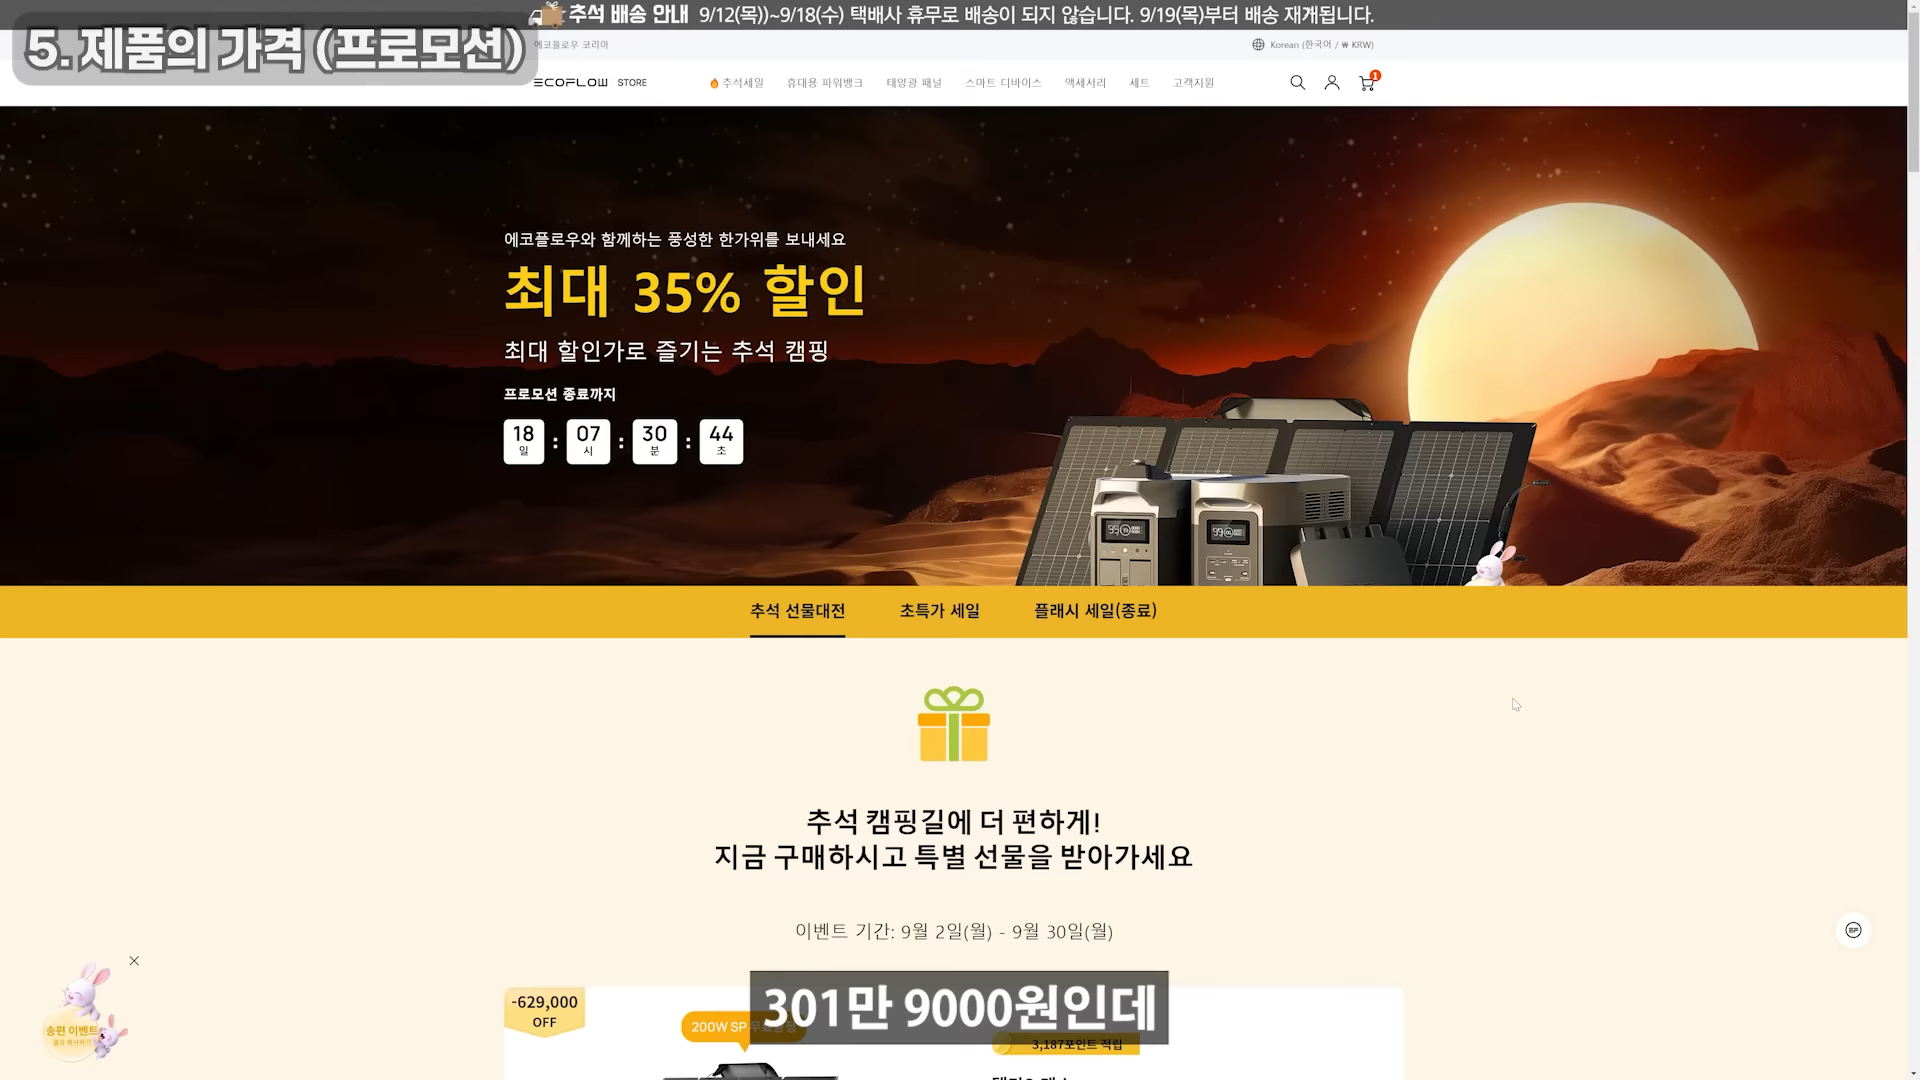 추석 배송 안내 9/12(목))~9/18(수) 택배사 휴무로 배송이 되지 않습니다. 9/19(목)부터 배송 재개됩니다.
5. 제품의 가격 (프로모션)
에코플로우 코리아
Korean (한국어 / ₩ KRW)
ECOFLOW STORE
추석세일
휴대용 파워뱅크
태양광 패널
스마트 디바이스
액세서리
세트
고객지원
1
에코플로우와 함께하는 풍성한 한가위를 보내세요
최대 35% 할인
최대 할인가로 즐기는 추석 캠핑
프로모션 종료까지
18 : 07 : 30 : 44
일 시 분 초
추석 선물대전
초특가 세일
플래시 세일(종료)
추석 캠핑길에 더 편하게!
지금 구매하시고 특별 선물을 받아가세요
이벤트 기간: 9월 2일(월) - 9월 30일(월)
-629,000
OFF
200W SP
301만 9000원인데
3,187포인트 적립
송편 이벤트